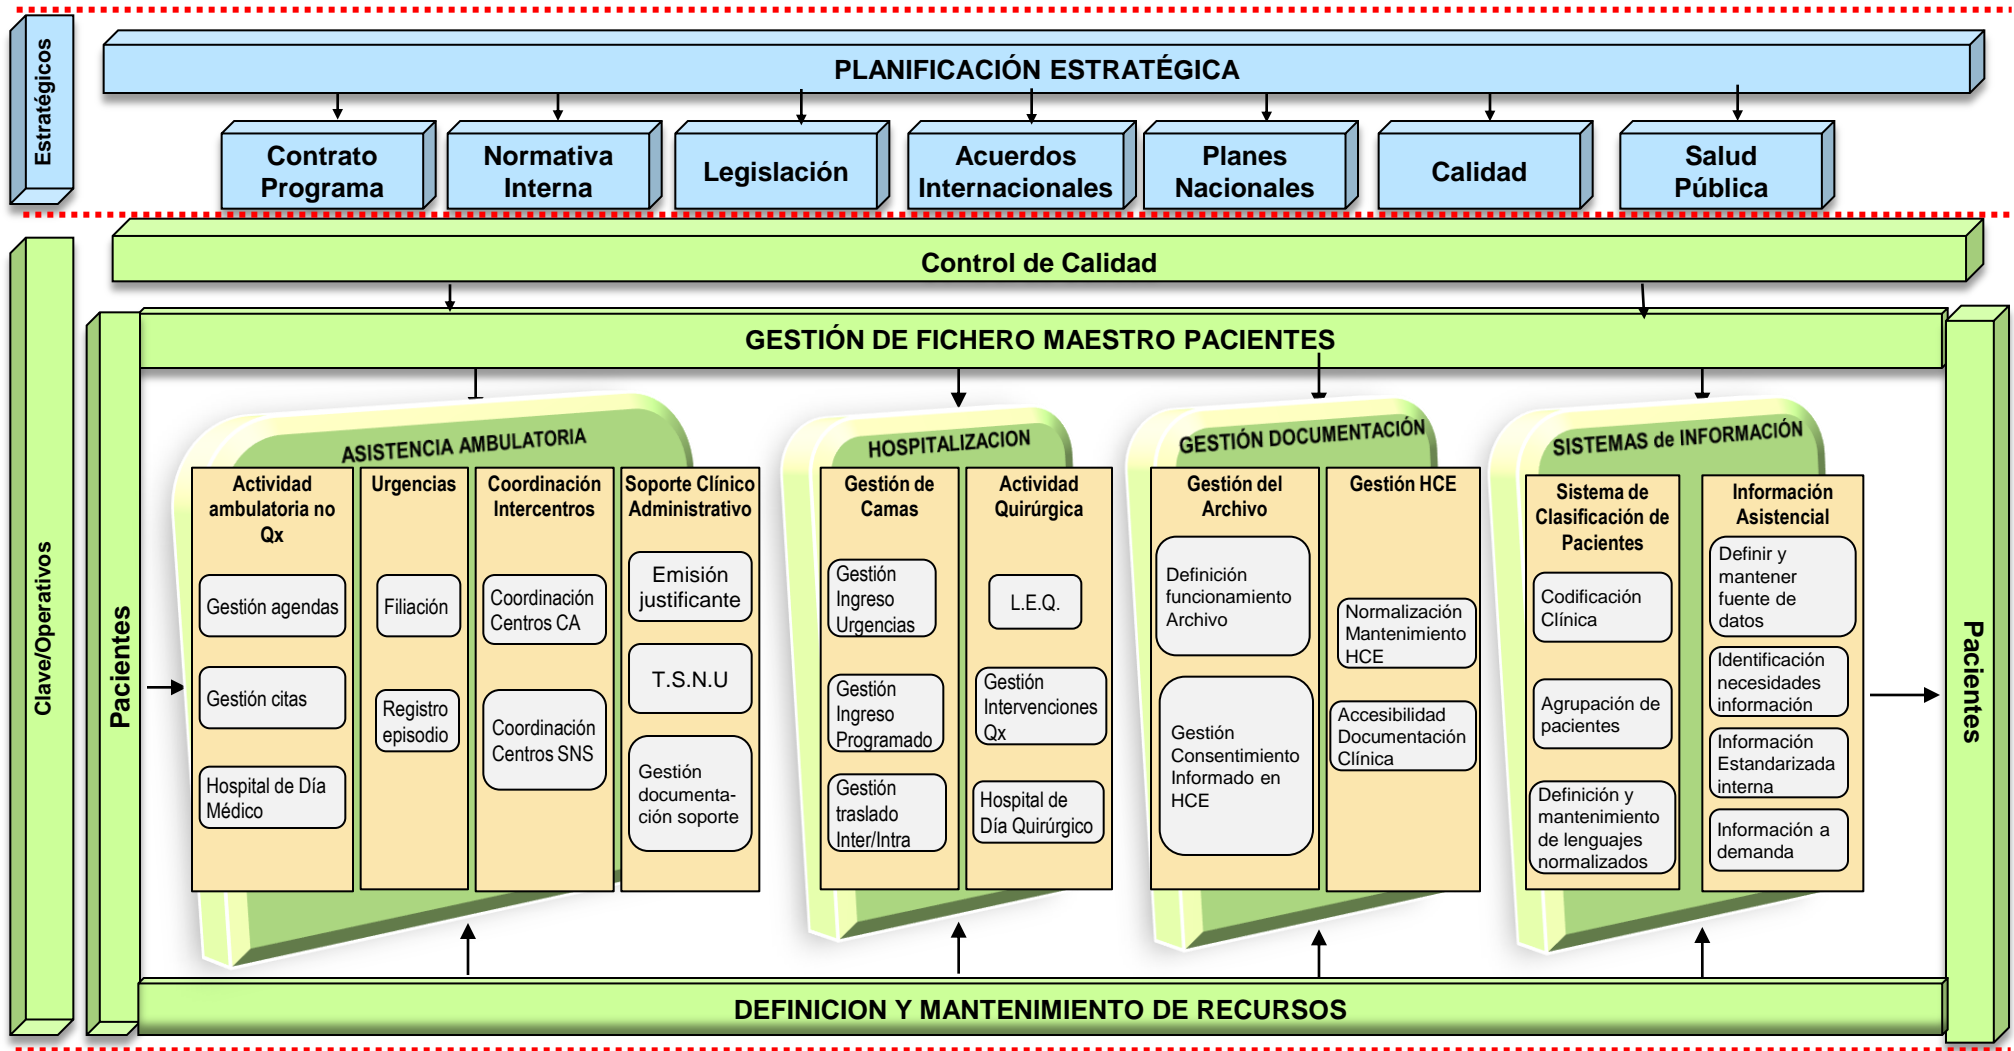 Estratégicos
PLANIFICACIÓN ESTRATÉGICA
Contrato
Programa
Normativa
Interna
Legislación
Acuerdos
Internacionales
Planes
Nacionales
Calidad
Salud
Pública
Clave/Operativos
Control de Calidad
Pacientes
GESTIÓN DE FICHERO MAESTRO PACIENTES
ASISTENCIA AMBULATORIA
Actividad
ambulatoria no
Qx
Gestión agendas
Gestión citas
Hospital de Día
Médico
Urgencias
Filiación
Registro
episodio
Coordinación
Intercentros
Coordinación
Centros CA
Coordinación
Centros SNS
Soporte Clínico
Administrativo
Emisión
justificante
T.S.N.U
Gestión
documenta-
ción soporte
HOSPITALIZACION
Gestión de
Camas
Gestión
Ingreso
Urgencias
Gestión
Ingreso
Programado
Gestión
traslado
Inter/Intra
Actividad
Quirúrgica
L.E.Q.
Gestión
Intervenciones
Qx
Hospital de
Día Quirúrgico
GESTIÓN DOCUMENTACIÓN
Gestión del
Archivo
Definición
funcionamiento
Archivo
Gestión
Consentimiento
Informado en
HCE
Gestión HCE
Normalización
Mantenimiento
HCE
Accesibilidad
Documentación
Clínica
SISTEMAS de INFORMACIÓN
Sistema de
Clasificación de
Pacientes
Codificación
Clínica
Agrupación de
pacientes
Definición y
mantenimiento
de lenguajes
normalizados
Información
Asistencial
Definir y
mantener
fuente de
datos
Identificación
necesidades
información
Información
Estandarizada
interna
Información a
demanda
Pacientes
DEFINICION Y MANTENIMIENTO DE RECURSOS